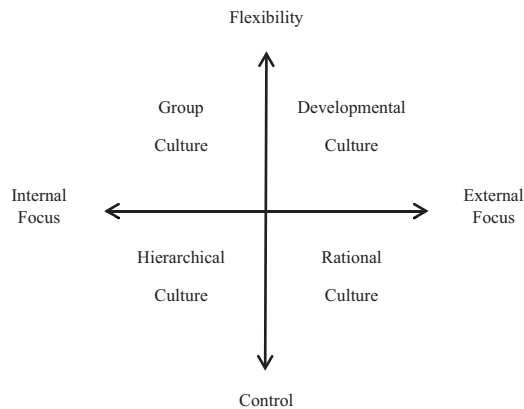 Flexibility
Group
Culture
Developmental
Culture
Internal
Focus
External
Focus
Hierarchical
Culture
Rational
Culture
Control